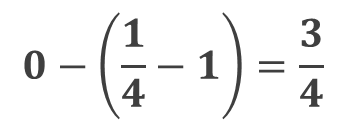 0 − (1/4 − 1) = 3/4